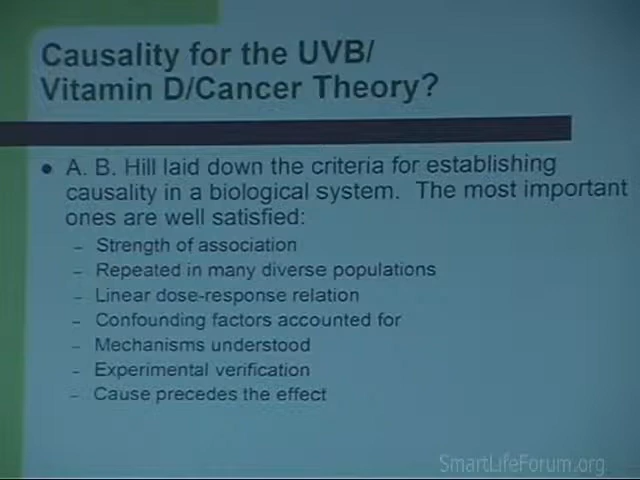 Causality for the UVB/
Vitamin D/Cancer Theory?
• A. B. Hill laid down the criteria for establishing
causality in a biological system. The most important
ones are well satisfied:
– Strength of association
– Repeated in many diverse populations
– Linear dose-response relation
– Confounding factors accounted for
– Mechanisms understood
– Experimental verification
– Cause precedes the effect
SmartLifeForum.org